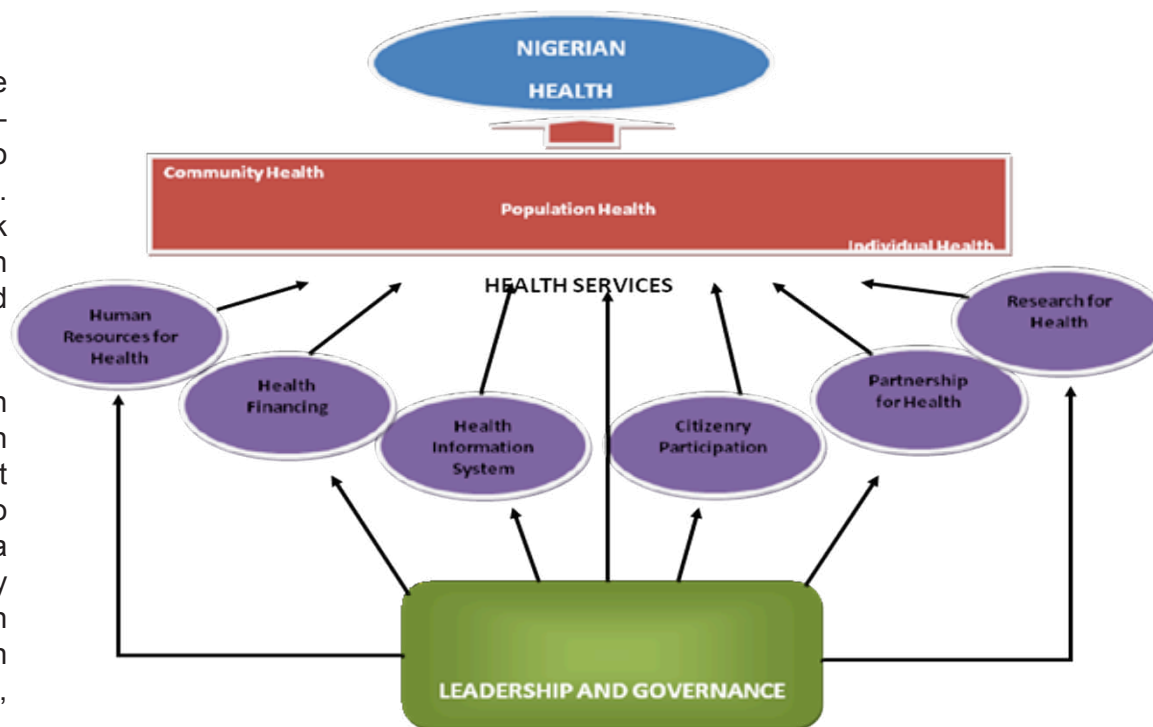 NIGERIAN
HEALTH
Community Health
Population Health
Individual Health
HEALTH SERVICES
Human
Resources for
Health
Health
Financing
Health
Information
System
Citizenry
Participation
Partnership
for Health
Research for
Health
LEADERSHIP AND GOVERNANCE